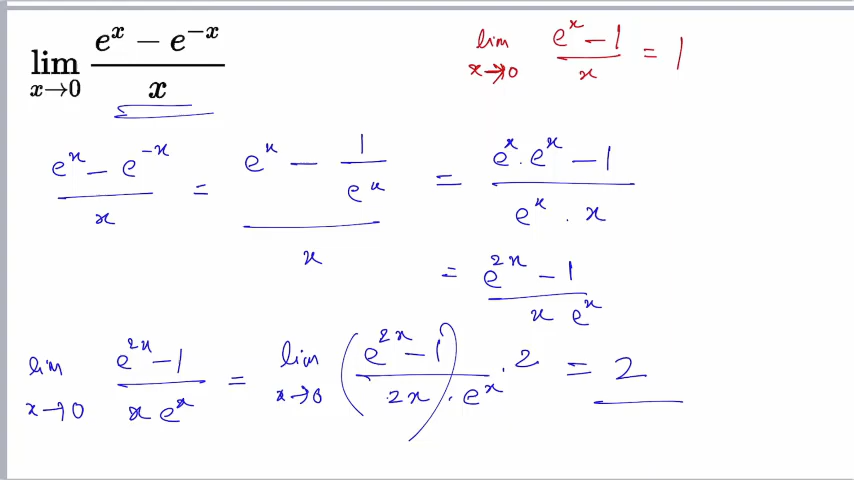 lim x→0 (e^x − e^{−x})/x
lim x→0 (e^x − 1)/x = 1
(e^x − e^{−x})/x = (e^x − 1/e^x)/x = (e^x · e^x − 1)/(e^x · x)
= (e^{2x} − 1)/(x e^x)
lim x→0 (e^{2x} − 1)/(x e^x) = lim x→0 ((e^{2x} − 1)/(2x)) · e^x · 2 = 2